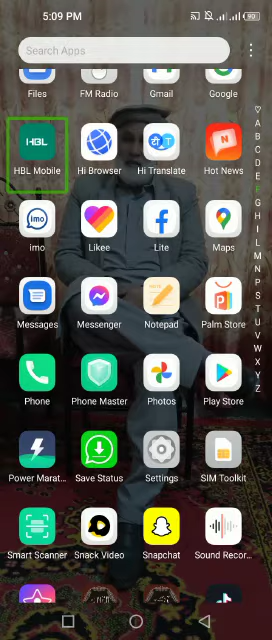 5:09 PM
90
Search Apps
Files FM Radio Gmail Google
HBL
HBL Mobile Hi Browser Hi Translate Hot News
imo
imo Likee Lite Maps
NOTE
Messages Messenger Notepad Palm Store
Phone Phone Master Photos Play Store
Power Marat... Save Status Settings SIM Toolkit
Smart Scanner Snack Video Snapchat Sound Recor...
A
B
C
D
E
F
G
H
I
L
M
N
P
S
T
U
V
W
X
Y
Z